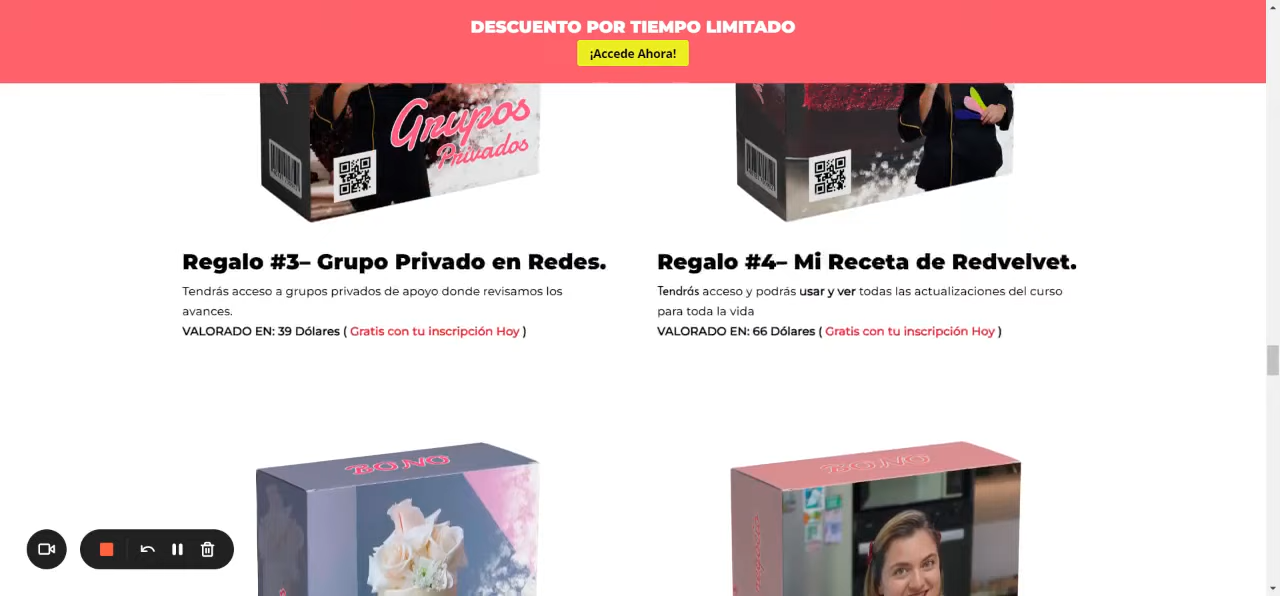 DESCUENTO POR TIEMPO LIMITADO
¡Accede Ahora!
Grupos
Privados
Regalo #3– Grupo Privado en Redes.
Tendrás acceso a grupos privados de apoyo donde revisamos los
avances.
VALORADO EN: 39 Dólares ( Gratis con tu inscripción Hoy )
Regalo #4– Mi Receta de Redvelvet.
Tendrás acceso y podrás usar y ver todas las actualizaciones del curso
para toda la vida
VALORADO EN: 66 Dólares ( Gratis con tu inscripción Hoy )
BONO
BONO